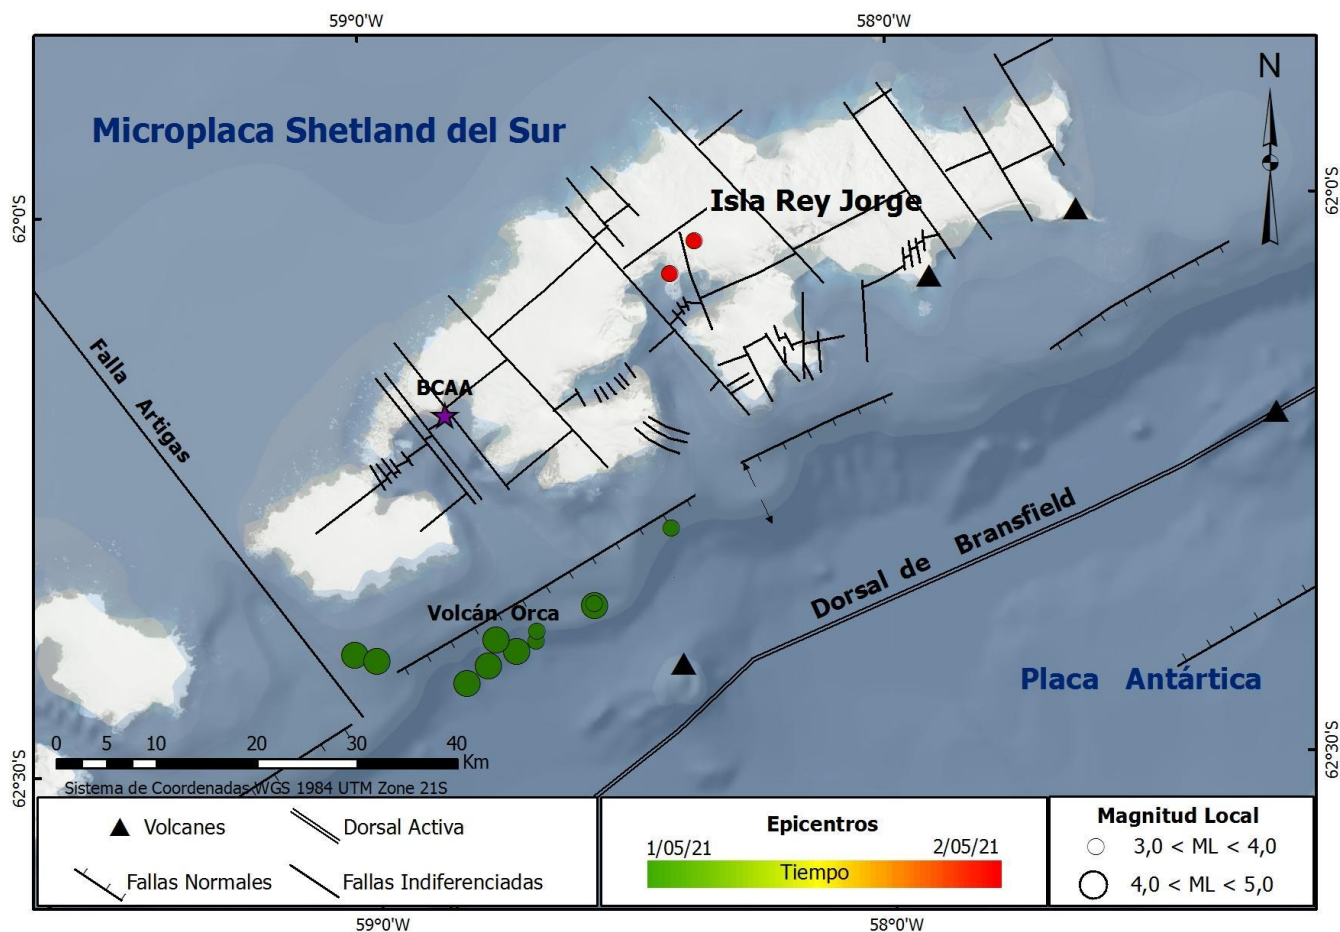 59°0'W
58°0'W
N
Microplaca Shetland del Sur
62°0'S
62°0'S
Isla Rey Jorge
Falla Artigas
BCAA
Dorsal de Bransfield
Volcán Orca
Placa Antártica
0 5 10 20 30 40 Km
62°30'S
62°30'S
Sistema de Coordenadas WGS 1984 UTM Zone 21S
Volcanes
Dorsal Activa
Fallas Normales
Fallas Indiferenciadas
Epicentros
1/05/21
2/05/21
Tiempo
Magnitud Local
3,0 < ML < 4,0
4,0 < ML < 5,0
59°0'W
58°0'W